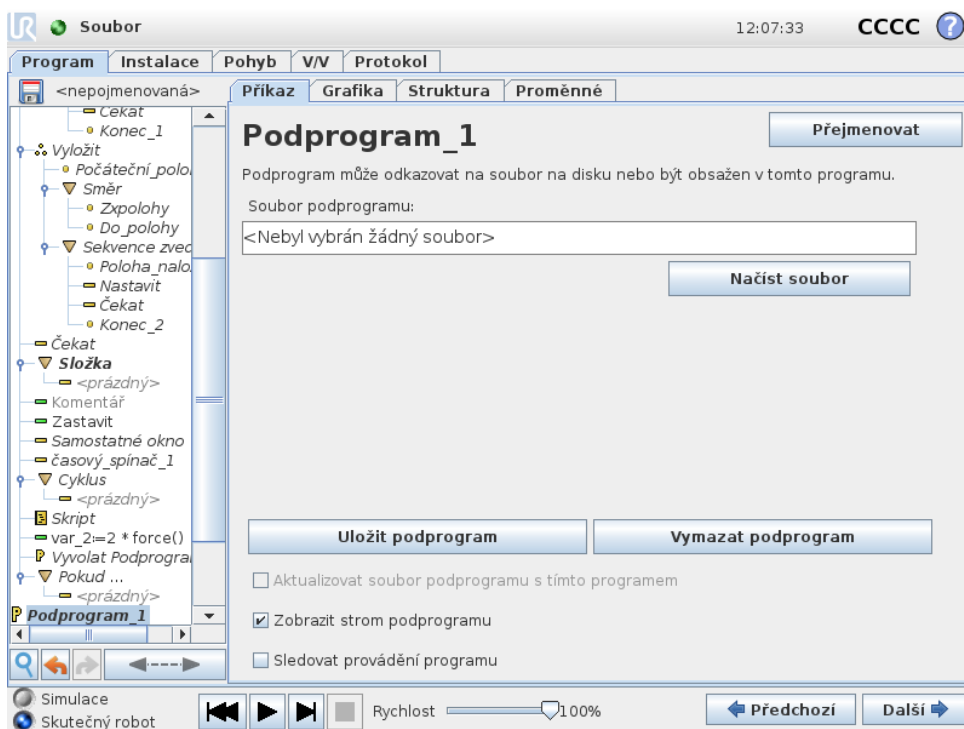 UR Soubor 12:07:33 CCCC ?
Program Instalace Pohyb V/V Protokol
<nepojmenovaná>
Příkaz Grafika Struktura Proměnné
Čekat
Konec_1
Vyložit
Počáteční_polo
Směr
Zxpolohy
Do_polohy
Sekvence zvec
Poloha_nalo
Nastavit
Čekat
Konec_2
Čekat
Složka
<prázdný>
Komentář
Zastavit
Samostatné okno
časový_spínač_1
Cyklus
<prázdný>
Skript
var_2:=2 * force()
Vyvolat Podprogra
Pokud ...
<prázdný>
Podprogram_1
Podprogram_1
Přejmenovat
Podprogram může odkazovat na soubor na disku nebo být obsažen v tomto programu.
Soubor podprogramu:
<Nebyl vybrán žádný soubor>
Načíst soubor
Uložit podprogram Vymazat podprogram
Aktualizovat soubor podprogramu s tímto programem
Zobrazit strom podprogramu
Sledovat provádění programu
Simulace
Skutečný robot
Rychlost 100%
Předchozí Další